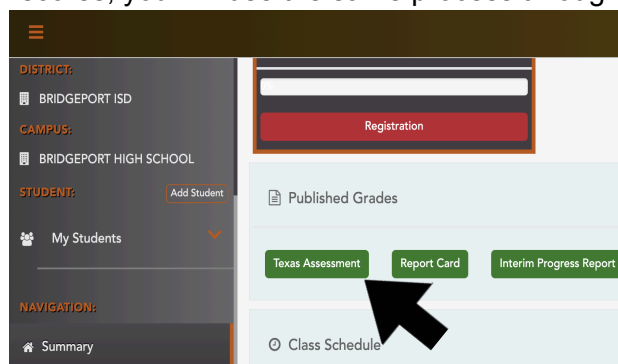 DISTRICT:
BRIDGEPORT ISD
CAMPUS:
BRIDGEPORT HIGH SCHOOL
STUDENT:
Add Student
My Students
NAVIGATION:
Summary
Registration
Published Grades
Texas Assessment
Report Card
Interim Progress Report
Class Schedule